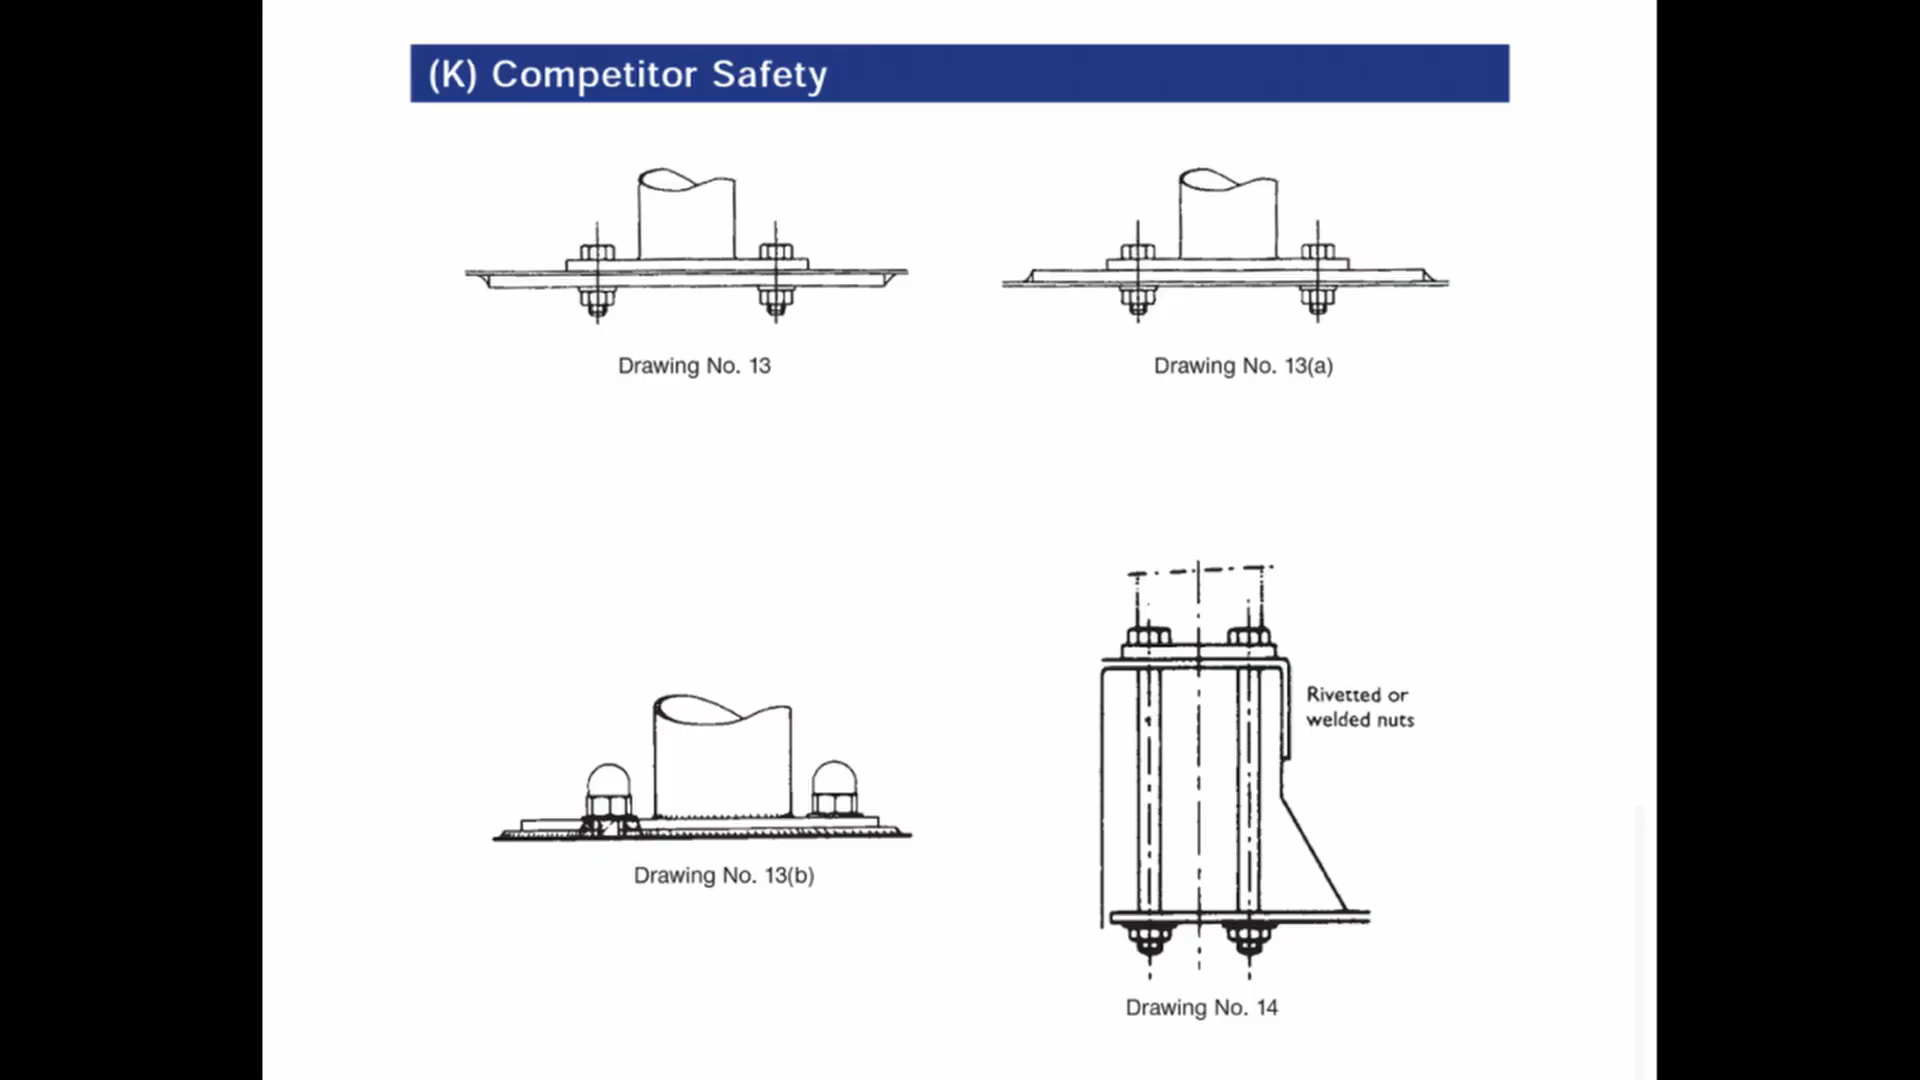 (K) Competitor Safety
Drawing No. 13
Drawing No. 13(a)
Rivetted or
welded nuts
Drawing No. 13(b)
Drawing No. 14